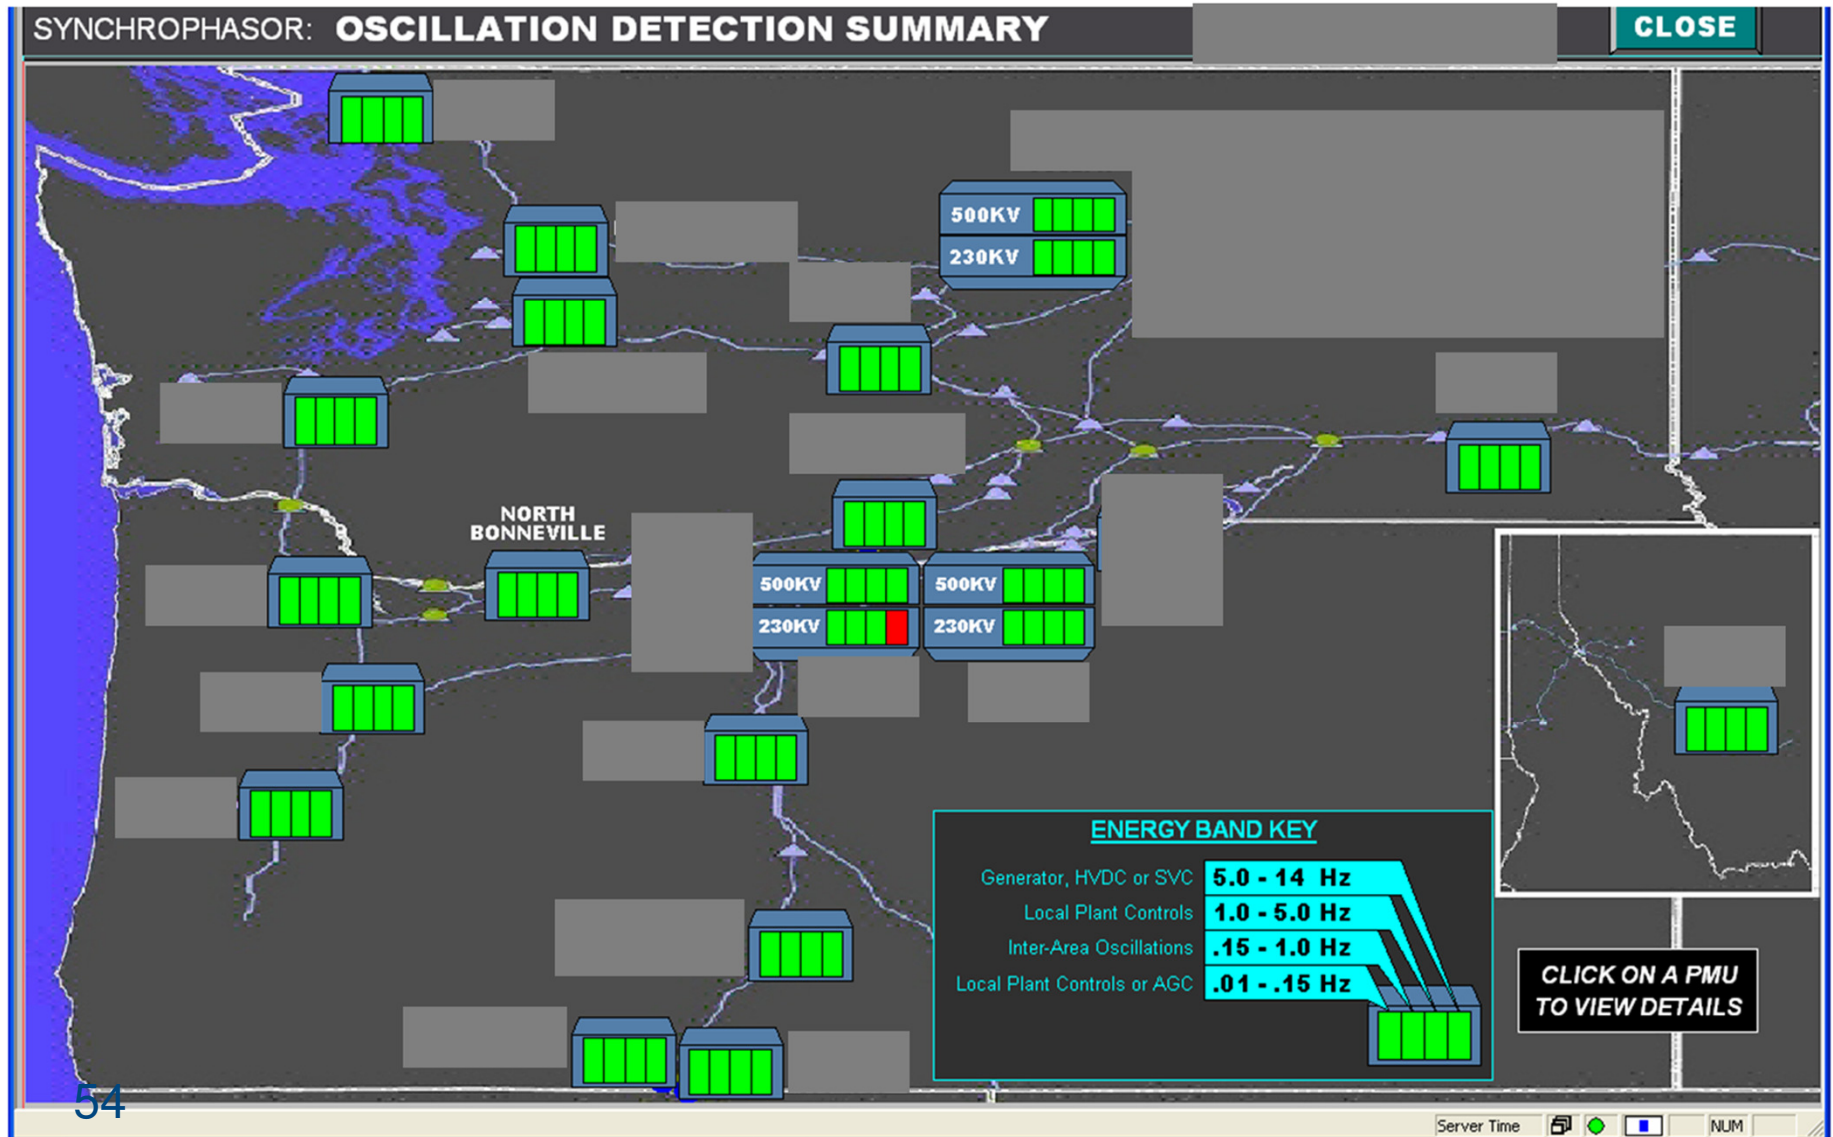 SYNCHROPHASOR: OSCILLATION DETECTION SUMMARY
CLOSE
500KV
230KV
NORTH
BONNEVILLE
500KV
230KV
500KV
230KV
ENERGY BAND KEY
Generator, HVDC or SVC 5.0 - 14 Hz
Local Plant Controls 1.0 - 5.0 Hz
Inter-Area Oscillations .15 - 1.0 Hz
Local Plant Controls or AGC .01 - .15 Hz
CLICK ON A PMU
TO VIEW DETAILS
54
Server Time
NUM